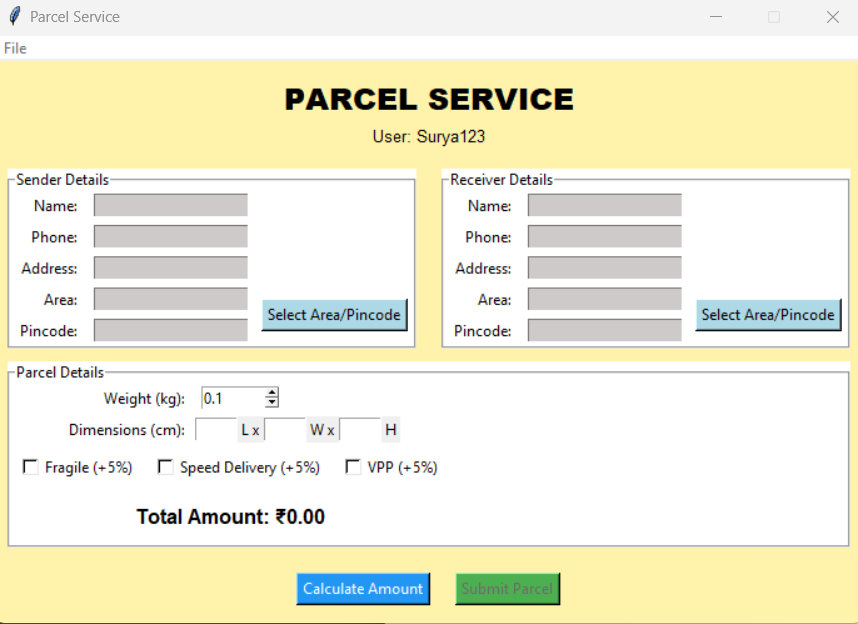 Parcel Service
File
PARCEL SERVICE
User: Surya123
Sender Details
Name:
Phone:
Address:
Area:
Pincode:
Select Area/Pincode
Receiver Details
Name:
Phone:
Address:
Area:
Pincode:
Select Area/Pincode
Parcel Details
Weight (kg): 0.1
Dimensions (cm): L x W x H
Fragile (+5%) Speed Delivery (+5%) VPP (+5%)
Total Amount: ₹0.00
Calculate Amount Submit Parcel